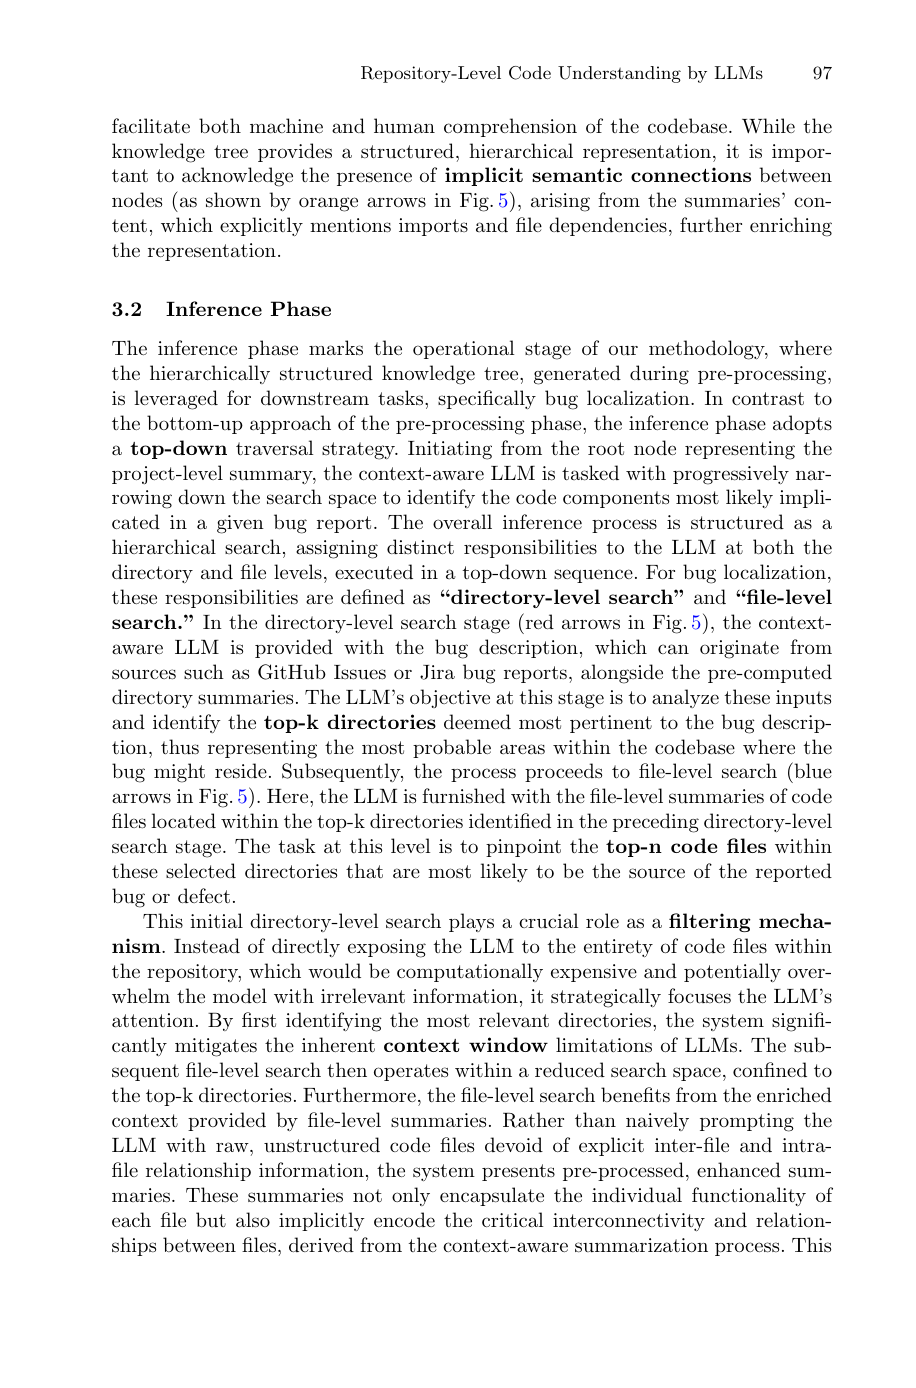 Repository-Level Code Understanding by LLMs 97
facilitate both machine and human comprehension of the codebase. While the
knowledge tree provides a structured, hierarchical representation, it is impor-
tant to acknowledge the presence of implicit semantic connections between
nodes (as shown by orange arrows in Fig. 5), arising from the summaries' con-
tent, which explicitly mentions imports and file dependencies, further enriching
the representation.
3.2 Inference Phase
The inference phase marks the operational stage of our methodology, where
the hierarchically structured knowledge tree, generated during pre-processing,
is leveraged for downstream tasks, specifically bug localization. In contrast to
the bottom-up approach of the pre-processing phase, the inference phase adopts
a top-down traversal strategy. Initiating from the root node representing the
project-level summary, the context-aware LLM is tasked with progressively nar-
rowing down the search space to identify the code components most likely impli-
cated in a given bug report. The overall inference process is structured as a
hierarchical search, assigning distinct responsibilities to the LLM at both the
directory and file levels, executed in a top-down sequence. For bug localization,
these responsibilities are defined as “directory-level search” and “file-level
search.” In the directory-level search stage (red arrows in Fig. 5), the context-
aware LLM is provided with the bug description, which can originate from
sources such as GitHub Issues or Jira bug reports, alongside the pre-computed
directory summaries. The LLM's objective at this stage is to analyze these inputs
and identify the top-k directories deemed most pertinent to the bug descrip-
tion, thus representing the most probable areas within the codebase where the
bug might reside. Subsequently, the process proceeds to file-level search (blue
arrows in Fig. 5). Here, the LLM is furnished with the file-level summaries of code
files located within the top-k directories identified in the preceding directory-level
search stage. The task at this level is to pinpoint the top-n code files within
these selected directories that are most likely to be the source of the reported
bug or defect.
This initial directory-level search plays a crucial role as a filtering mecha-
nism. Instead of directly exposing the LLM to the entirety of code files within
the repository, which would be computationally expensive and potentially over-
whelm the model with irrelevant information, it strategically focuses the LLM's
attention. By first identifying the most relevant directories, the system signifi-
cantly mitigates the inherent context window limitations of LLMs. The sub-
sequent file-level search then operates within a reduced search space, confined to
the top-k directories. Furthermore, the file-level search benefits from the enriched
context provided by file-level summaries. Rather than naively prompting the
LLM with raw, unstructured code files devoid of explicit inter-file and intra-
file relationship information, the system presents pre-processed, enhanced sum-
maries. These summaries not only encapsulate the individual functionality of
each file but also implicitly encode the critical interconnectivity and relation-
ships between files, derived from the context-aware summarization process. This